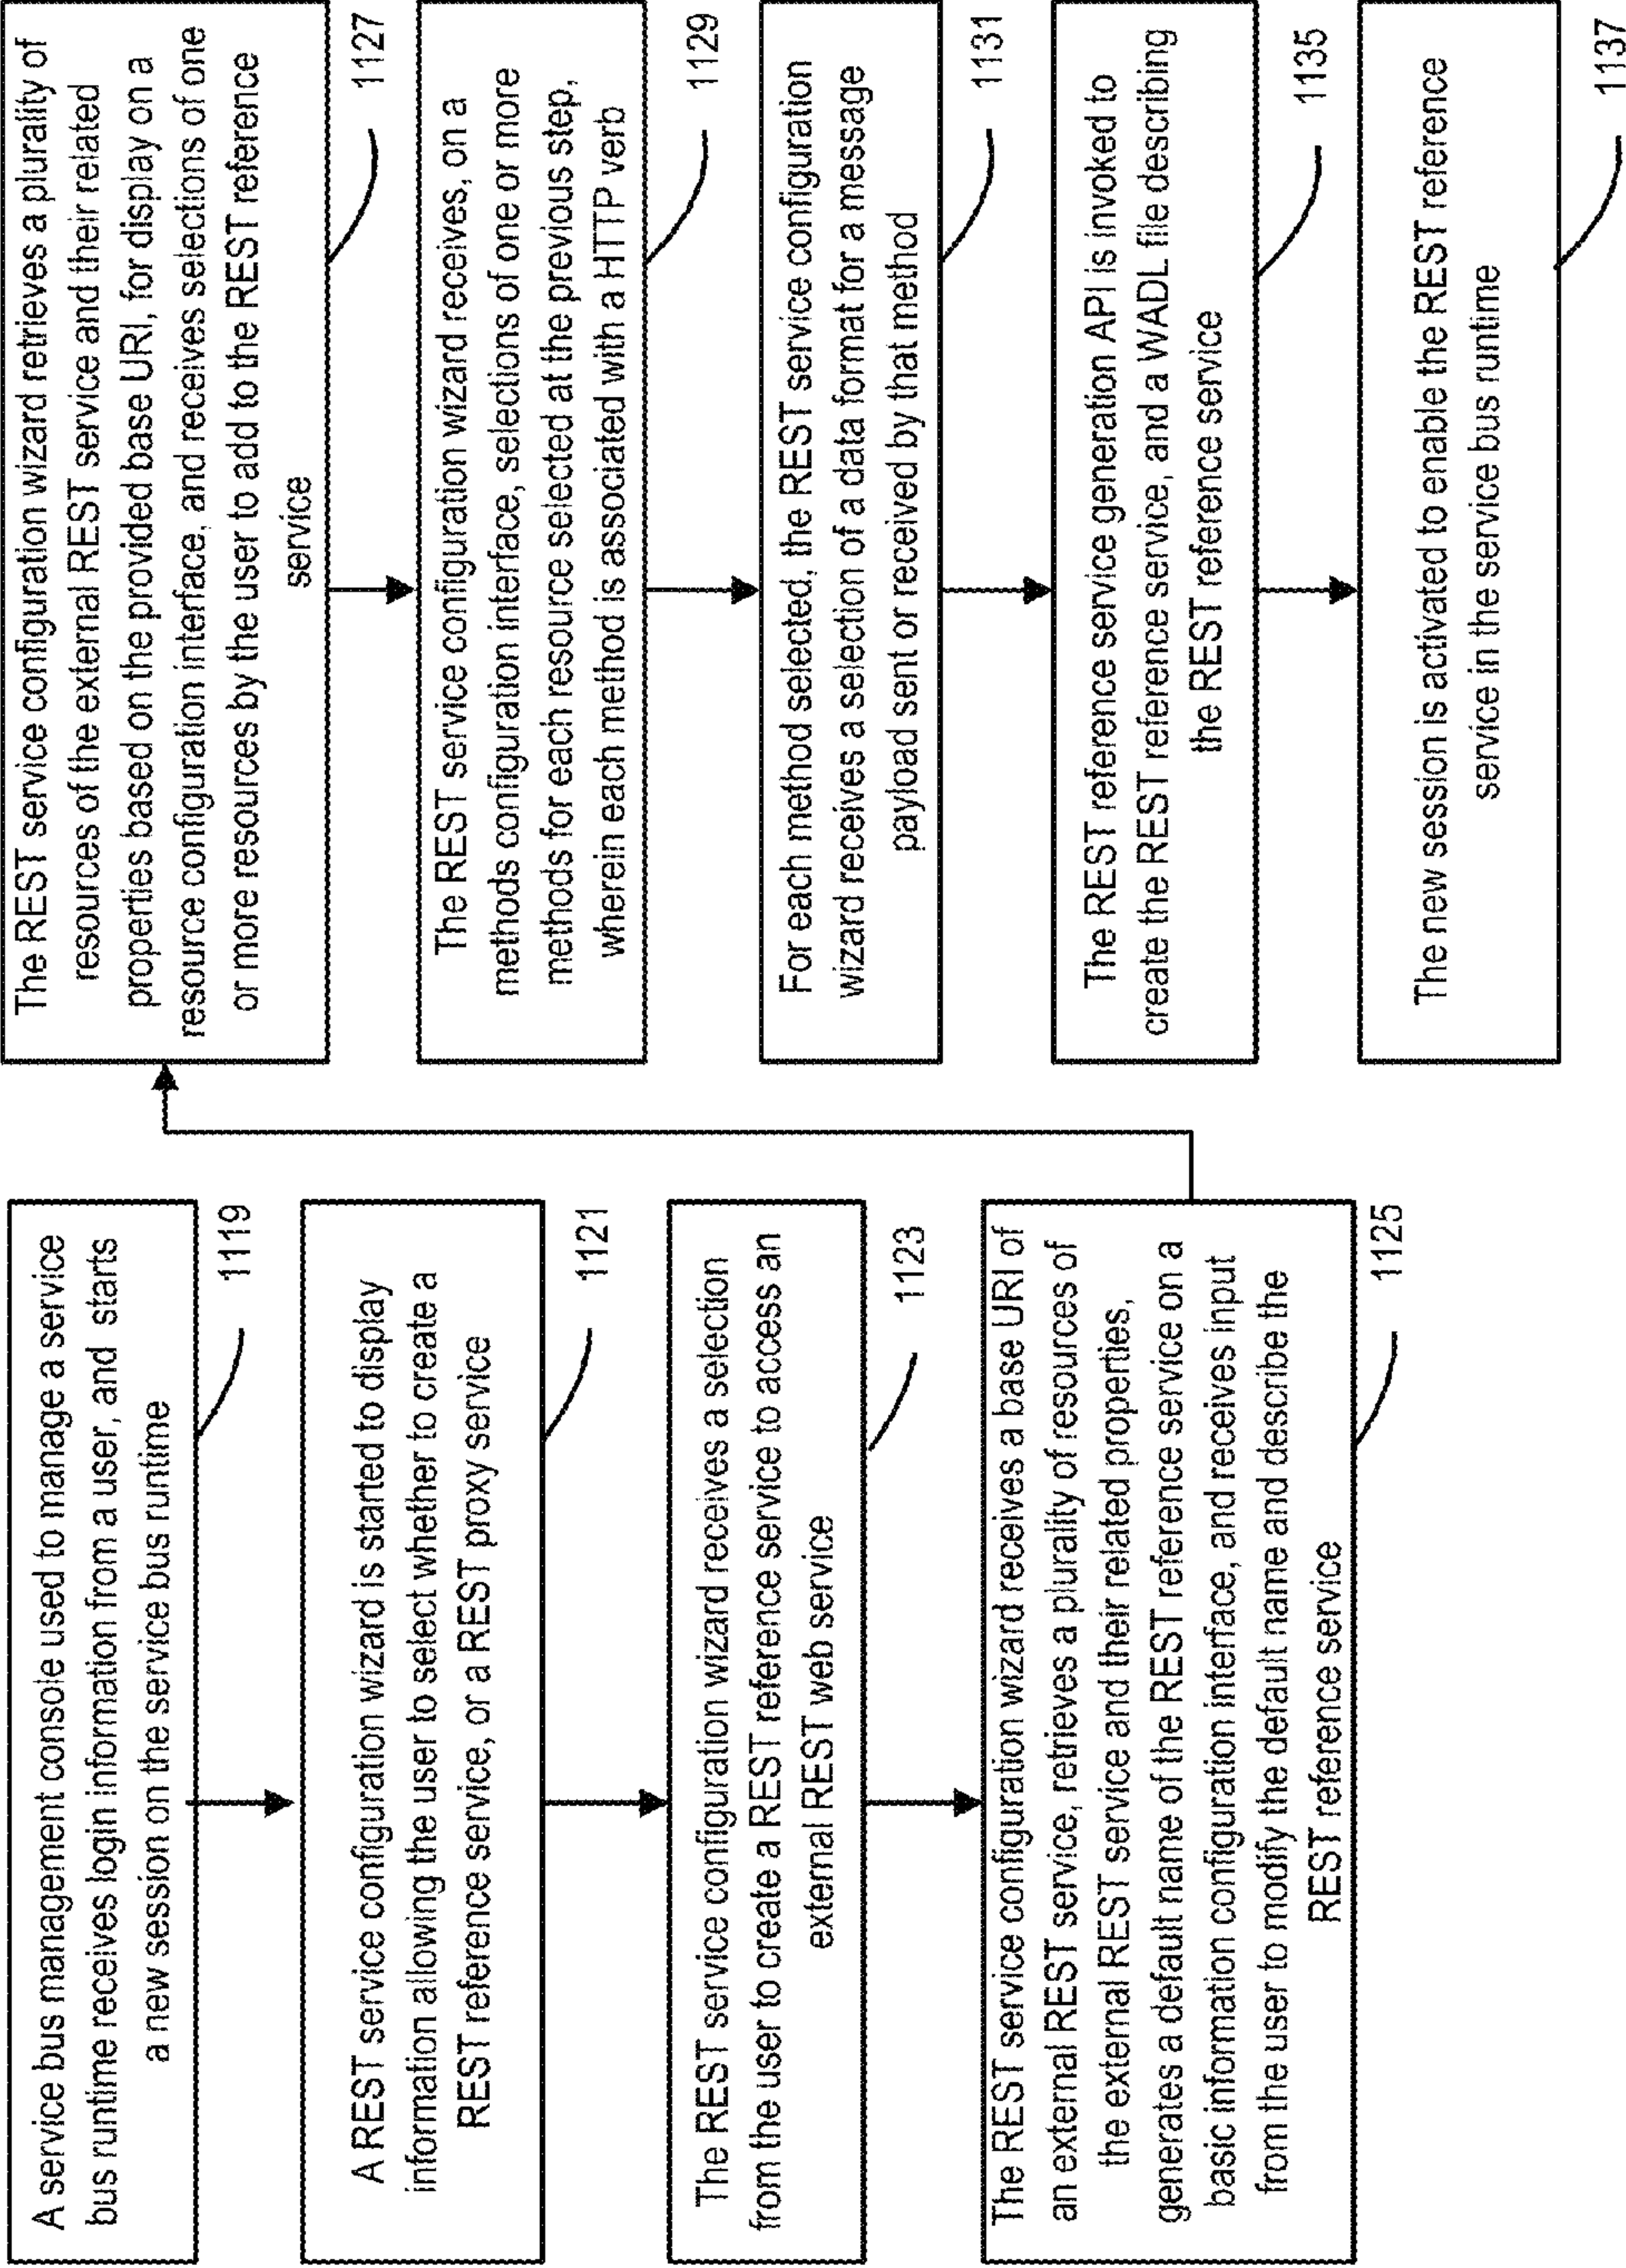 A service bus management console used to manage a service
bus runtime receives login information from a user, and starts
a new session on the service bus runtime
1119
A REST service configuration wizard is started to display
information allowing the user to select whether to create a
REST reference service, or a REST proxy service
1121
The REST service configuration wizard receives a selection
from the user to create a REST reference service to access an
external REST web service
1123
The REST service configuration wizard receives a base URI of
an external REST service, retrieves a plurality of resources of
the external REST service and their related properties,
generates a default name of the REST reference service on a
basic information configuration interface, and receives input
from the user to modify the default name and describe the
REST reference service
1125
The REST service configuration wizard retrieves a plurality of
resources of the external REST service and their related
properties based on the provided base URI, for display on a
resource configuration interface, and receives selections of one
or more resources by the user to add to the REST reference
service
1127
The REST service configuration wizard receives, on a
methods configuration interface, selections of one or more
methods for each resource selected at the previous step,
wherein each method is associated with a HTTP verb
1129
For each method selected, the REST service configuration
wizard receives a selection of a data format for a message
payload sent or received by that method
1131
The REST reference service generation API is invoked to
create the REST reference service, and a WADL file describing
the REST reference service
1135
The new session is activated to enable the REST reference
service in the service bus runtime
1137